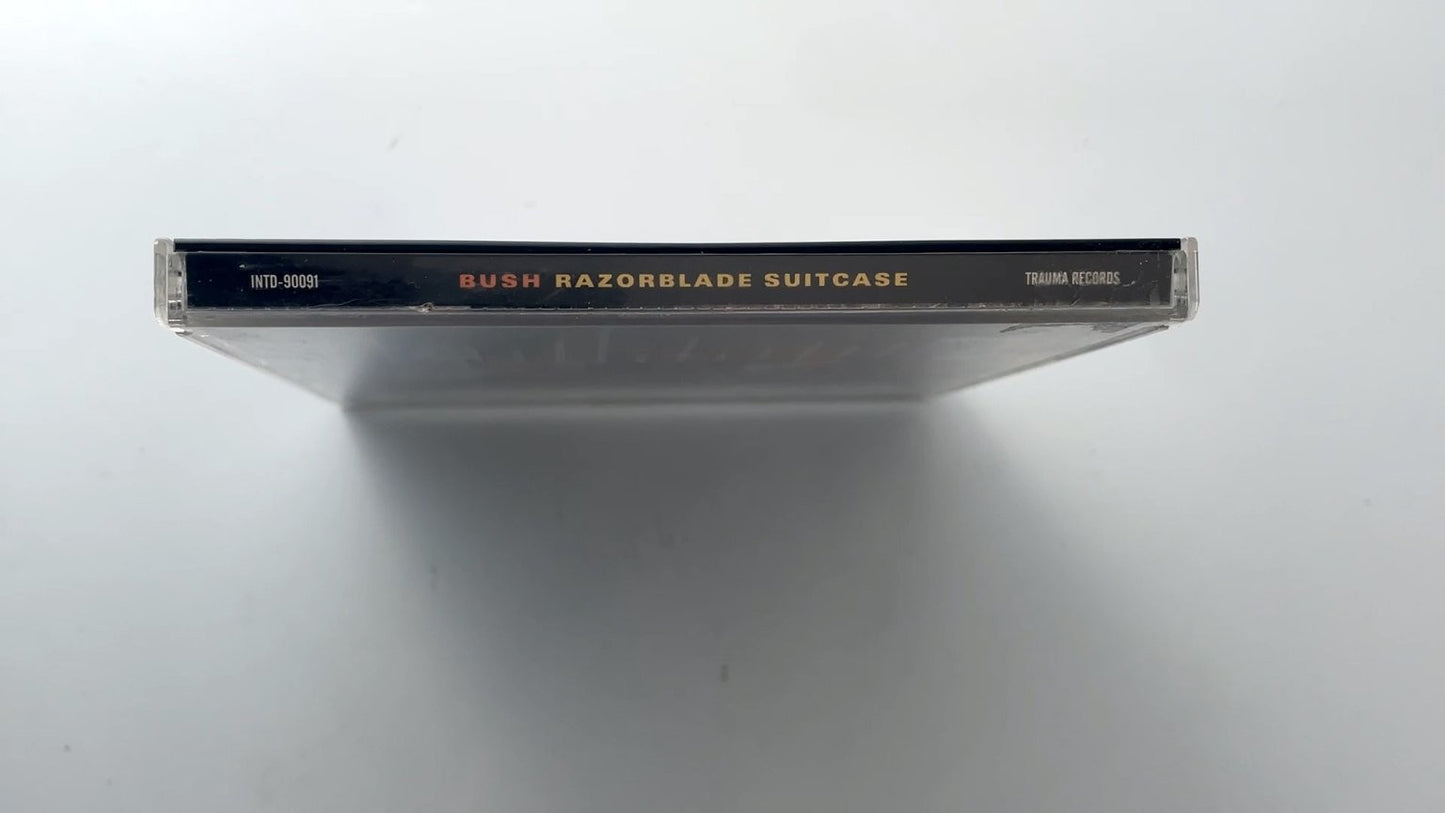 INTD-90091 BUSH RAZORBLADE SUITCASE TRAUMA RECORDS